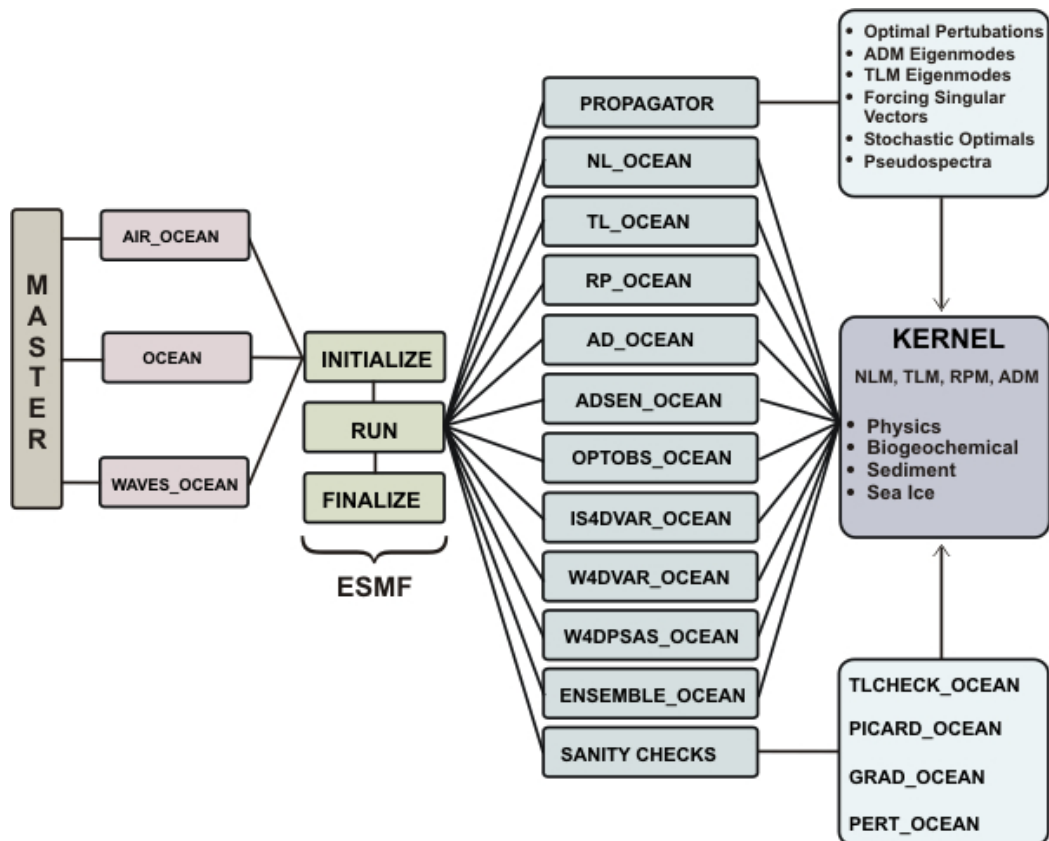 MASTER
AIR_OCEAN
OCEAN
WAVES_OCEAN
INITIALIZE
RUN
FINALIZE
ESMF
PROPAGATOR
NL_OCEAN
TL_OCEAN
RP_OCEAN
AD_OCEAN
ADSEN_OCEAN
OPTOBS_OCEAN
IS4DVAR_OCEAN
W4DVAR_OCEAN
W4DPSAS_OCEAN
ENSEMBLE_OCEAN
SANITY CHECKS
• Optimal Pertubations
• ADM Eigenmodes
• TLM Eigenmodes
• Forcing Singular
Vectors
• Stochastic Optimals
• Pseudospectra
KERNEL
NLM, TLM, RPM, ADM
• Physics
• Biogeochemical
• Sediment
• Sea Ice
TLCHECK_OCEAN
PICARD_OCEAN
GRAD_OCEAN
PERT_OCEAN